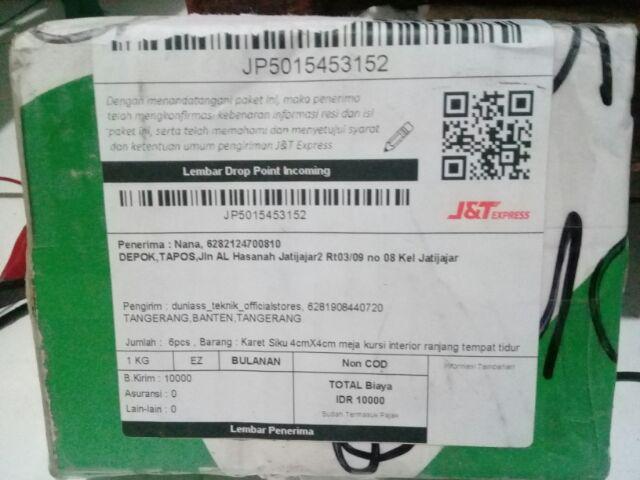 JP5015453152
Dengan menandatangani paket ini, maka penerima
telah mengkonfirmasi kebenaran informasi resi dan isi
paket ini, serta telah memahami dan menyetujui syarat
dan ketentuan umum pengiriman J&T Express
Lembar Drop Point Incoming
JP5015453152
J&T EXPRESS
Penerima : Nana, 6282124700810
DEPOK,TAPOS,Jln AL Hasanah Jatijajar2 Rt03/09 no 08 Kel Jatijajar
Pengirim : duniass_teknik_officialstores, 6281908440720
TANGERANG,BANTEN,TANGERANG
Jumlah : 6pcs , Barang : Karet Siku 4cmX4cm meja kursi interior ranjang tempat tidur
1 KG EZ BULANAN Non COD Informasi Tambahan
B.Kirim : 10000
Asuransi : 0
Lain-lain : 0
TOTAL Biaya
IDR 10000
Sudah Termasuk Pajak
Lembar Penerima